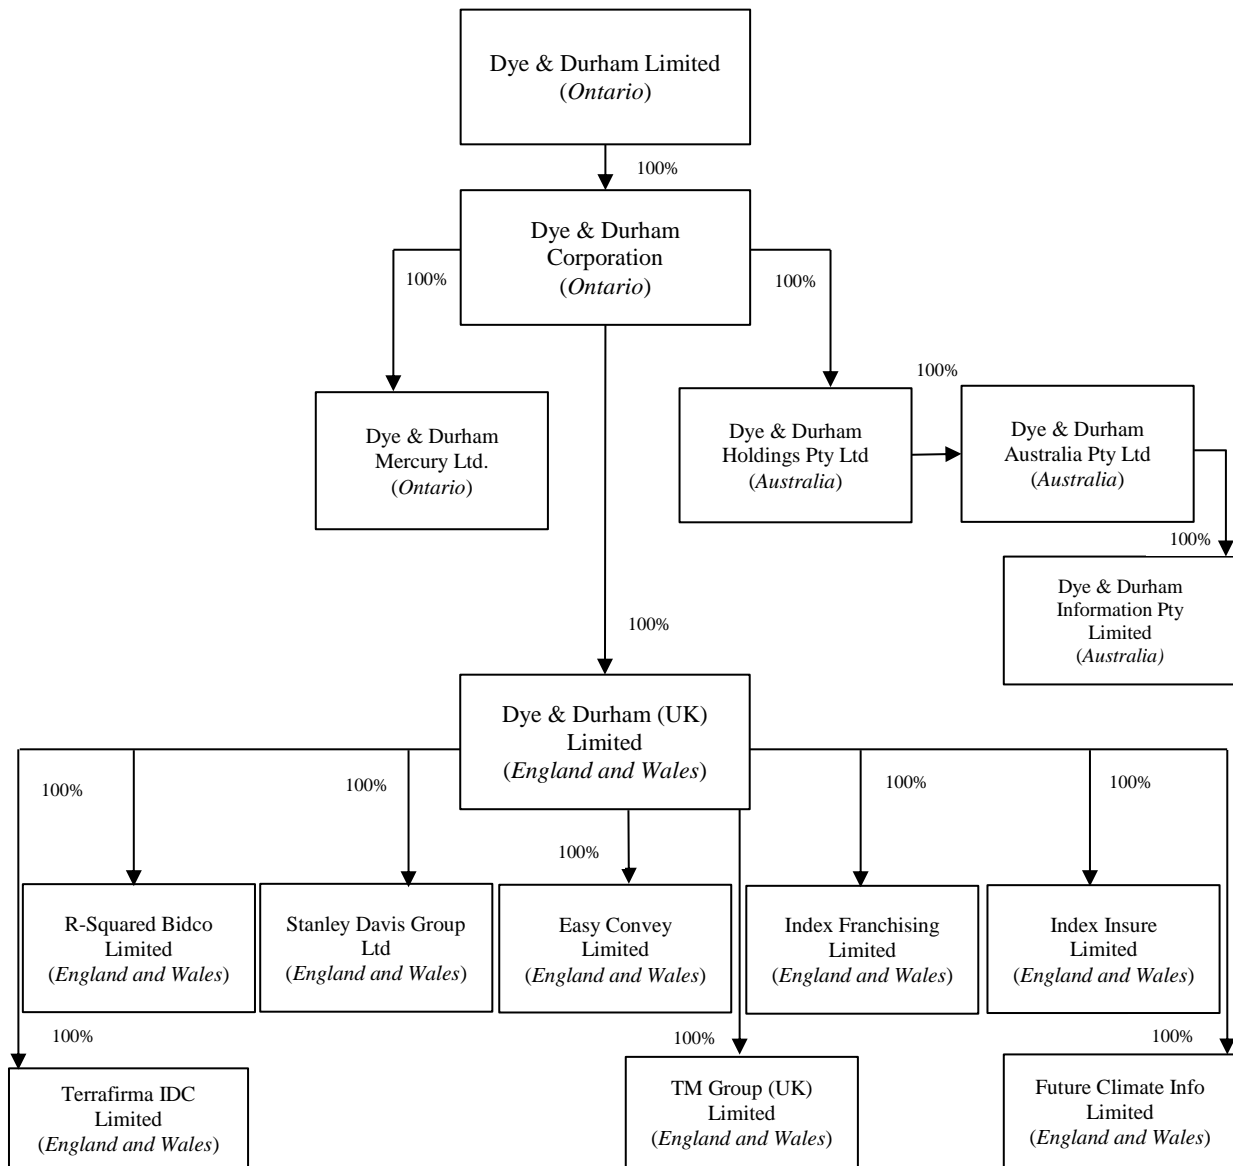 Dye & Durham Limited
(Ontario)
100%
Dye & Durham
Corporation
(Ontario)
100%
100%
Dye & Durham
Mercury Ltd.
(Ontario)
Dye & Durham
Holdings Pty Ltd
(Australia)
100%
Dye & Durham
Australia Pty Ltd
(Australia)
100%
Dye & Durham
Information Pty
Limited
(Australia)
100%
Dye & Durham (UK)
Limited
(England and Wales)
100%
100%
100%
100%
100%
R-Squared Bidco
Limited
(England and Wales)
Stanley Davis Group
Ltd
(England and Wales)
Easy Convey
Limited
(England and Wales)
Index Franchising
Limited
(England and Wales)
Index Insure
Limited
(England and Wales)
100%
100%
100%
Terrafirma IDC
Limited
(England and Wales)
TM Group (UK)
Limited
(England and Wales)
Future Climate Info
Limited
(England and Wales)